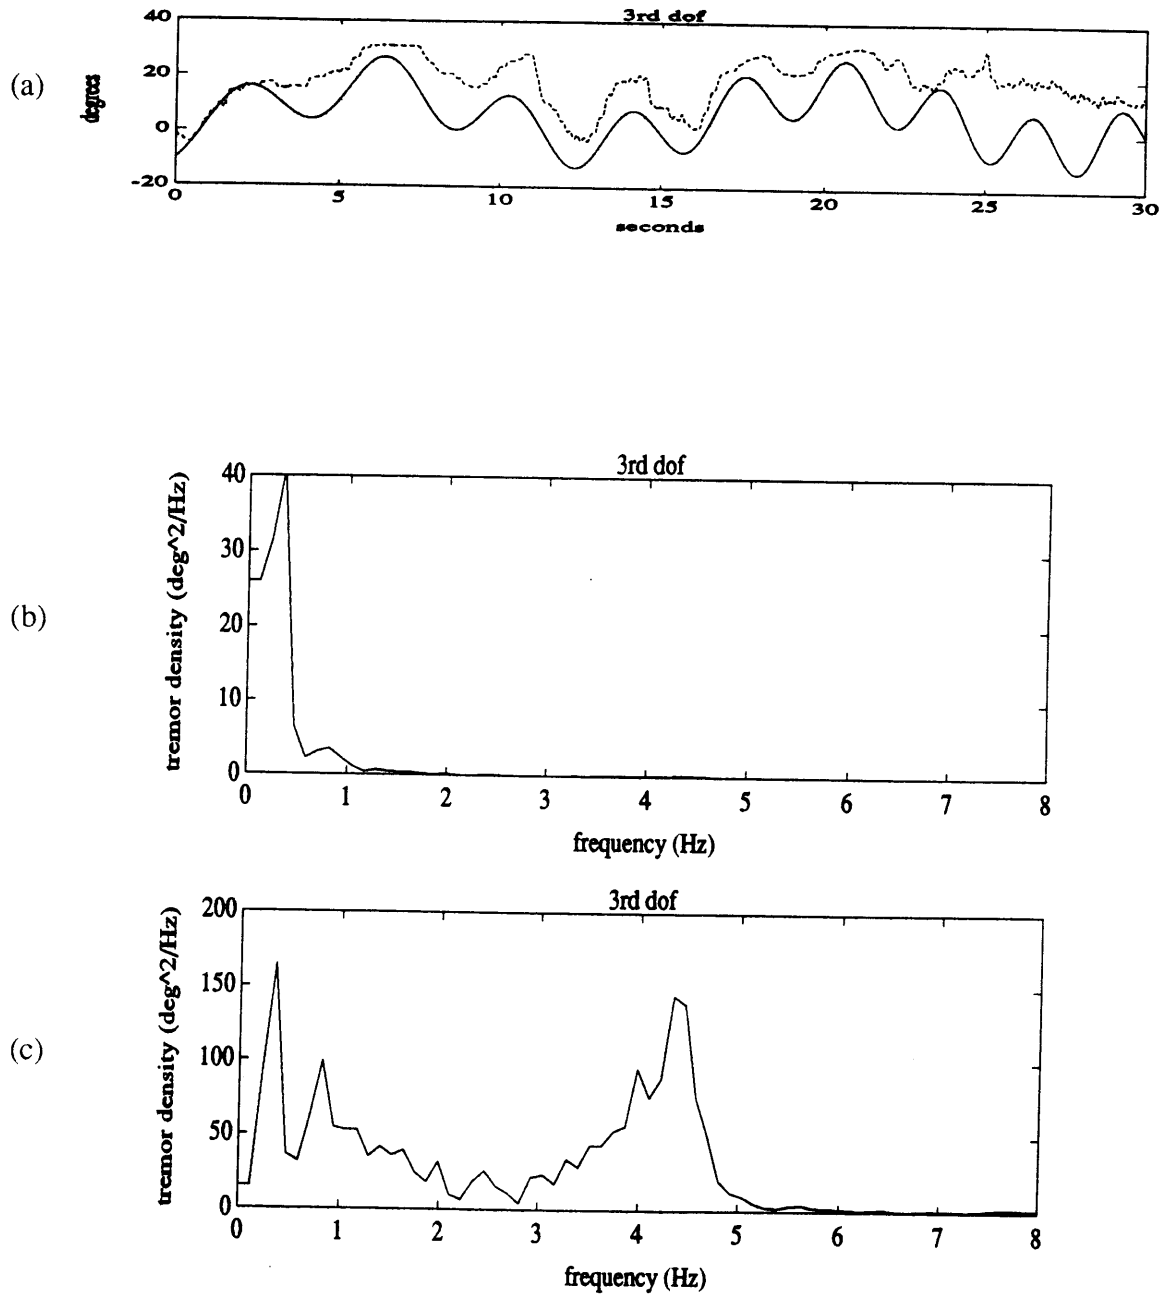 3rd dof
(a)
degrees
40
20
0
-20
0 5 10 15 20 25 30
seconds
3rd dof
(b)
tremor density (deg^2/Hz)
40
30
20
10
0
0 1 2 3 4 5 6 7 8
frequency (Hz)
3rd dof
(c)
tremor density (deg^2/Hz)
200
150
100
50
0
0 1 2 3 4 5 6 7 8
frequency (Hz)